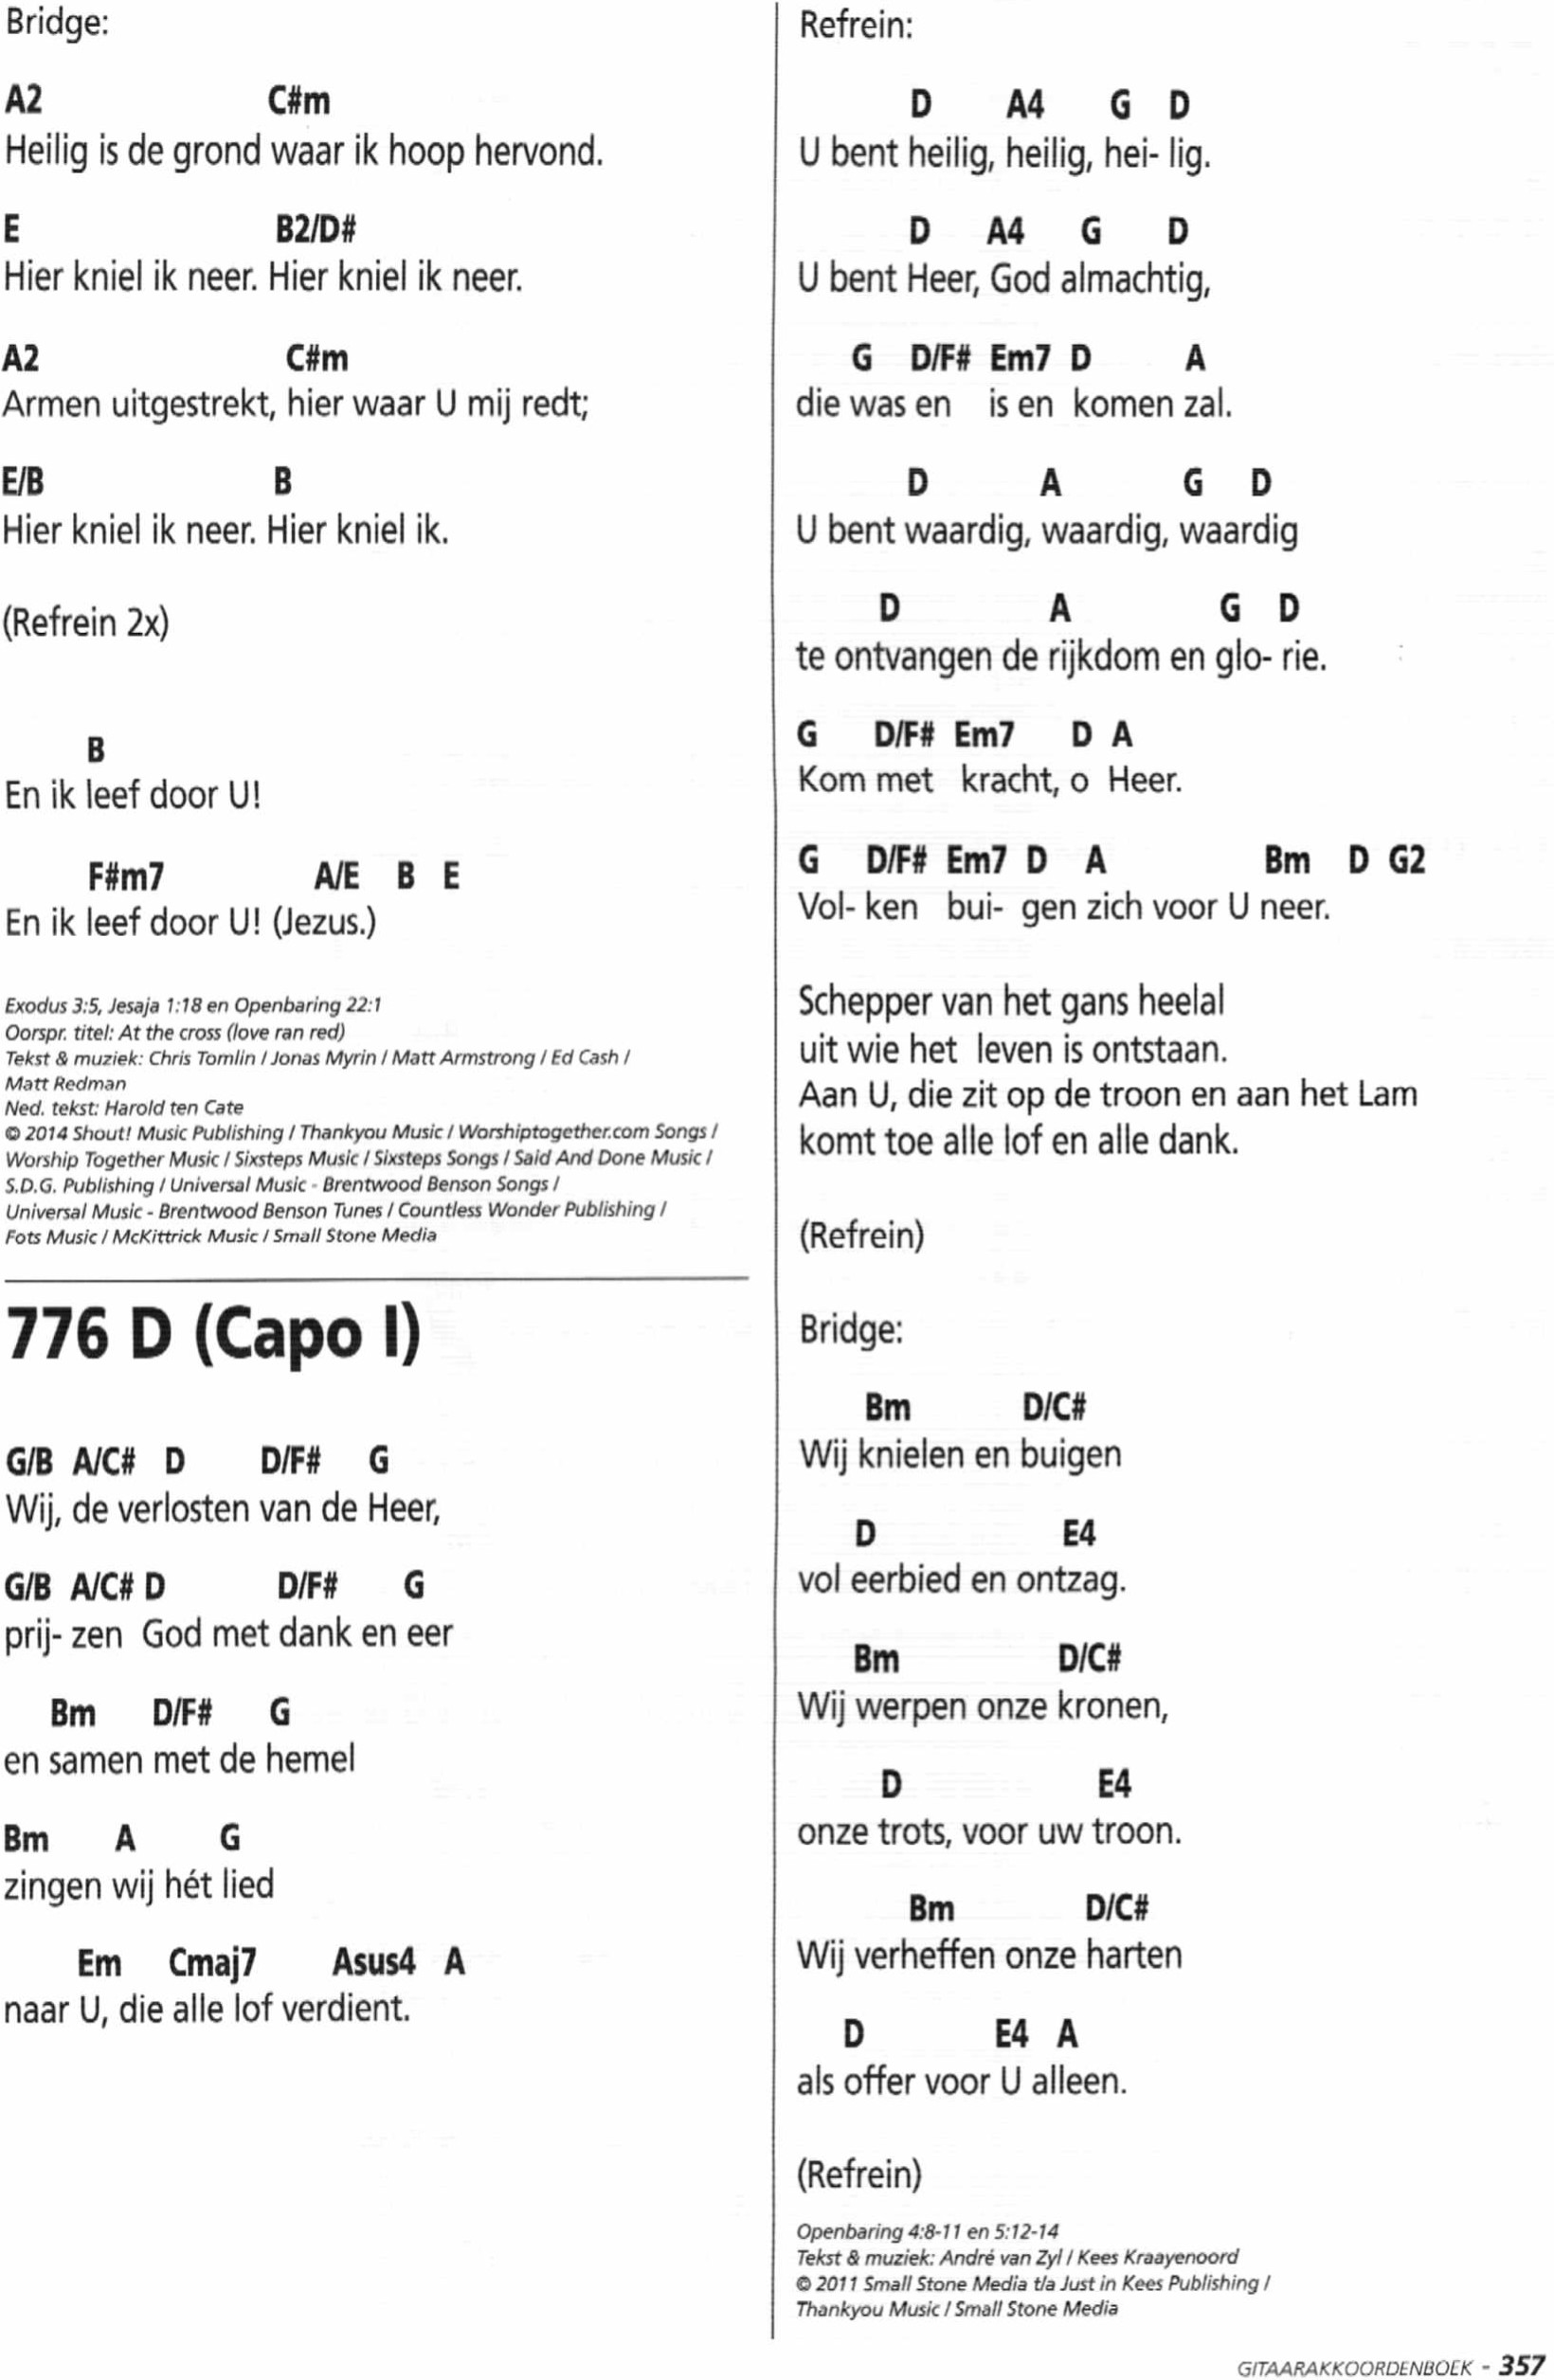 Bridge:
A2 C#m
Heilig is de grond waar ik hoop hervond.
E B2/D#
Hier kniel ik neer. Hier kniel ik neer.
A2 C#m
Armen uitgestrekt, hier waar U mij redt;
E/B B
Hier kniel ik neer. Hier kniel ik.
(Refrein 2x)
B
En ik leef door U!
F#m7 A/E B E
En ik leef door U! (Jezus.)
Exodus 3:5, Jesaja 1:18 en Openbaring 22:1
Oorspr. titel: At the cross (love ran red)
Tekst & muziek: Chris Tomlin / Jonas Myrin / Matt Armstrong / Ed Cash /
Matt Redman
Ned. tekst: Harold ten Cate
© 2014 Shout! Music Publishing / Thankyou Music / Worshiptogether.com Songs /
Worship Together Music / Sixsteps Music / Sixsteps Songs / Said And Done Music /
S.D.G. Publishing / Universal Music - Brentwood Benson Songs /
Universal Music - Brentwood Benson Tunes / Countless Wonder Publishing /
Fots Music / McKittrick Music / Small Stone Media
776 D (Capo I)
G/B A/C# D D/F# G
Wij, de verlosten van de Heer,
G/B A/C# D D/F# G
prij- zen God met dank en eer
Bm D/F# G
en samen met de hemel
Bm A G
zingen wij hét lied
Em Cmaj7 Asus4 A
naar U, die alle lof verdient.
Refrein:
D A4 G D
U bent heilig, heilig, hei- lig.
D A4 G D
U bent Heer, God almachtig,
G D/F# Em7 D A
die was en is en komen zal.
D A G D
U bent waardig, waardig, waardig
D A G D
te ontvangen de rijkdom en glo- rie.
G D/F# Em7 D A
Kom met kracht, o Heer.
G D/F# Em7 D A Bm D G2
Vol- ken bui- gen zich voor U neer.
Schepper van het gans heelal
uit wie het leven is ontstaan.
Aan U, die zit op de troon en aan het Lam
komt toe alle lof en alle dank.
(Refrein)
Bridge:
Bm D/C#
Wij knielen en buigen
D E4
vol eerbied en ontzag.
Bm D/C#
Wij werpen onze kronen,
D E4
onze trots, voor uw troon.
Bm D/C#
Wij verheffen onze harten
D E4 A
als offer voor U alleen.
(Refrein)
Openbaring 4:8-11 en 5:12-14
Tekst & muziek: André van Zyl / Kees Kraayenoord
© 2011 Small Stone Media t/a Just in Kees Publishing /
Thankyou Music / Small Stone Media
GITAARAKKOORDENBOEK - 357